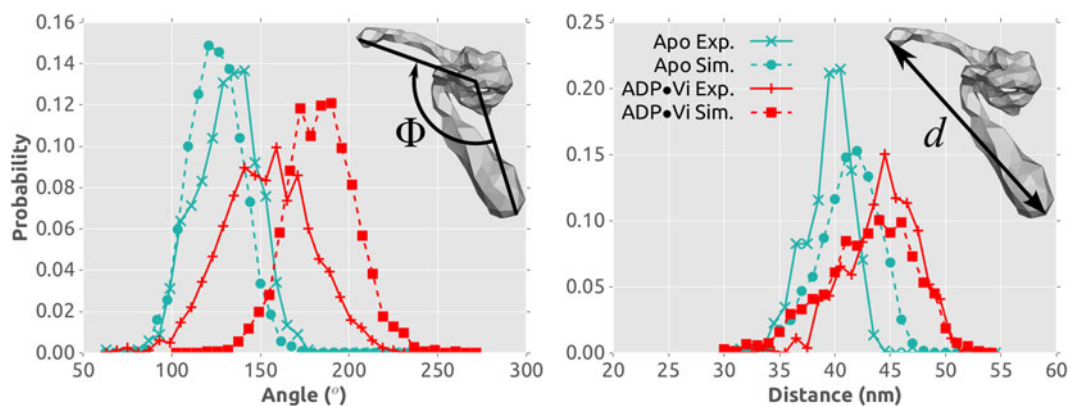 0.16
0.14
0.12
0.10
0.08
0.06
0.04
0.02
0.00
Probability
50 100 150 200 250 300
Angle (°)
Φ
0.25
0.20
0.15
0.10
0.05
0.00
20 25 30 35 40 45 50 55 60
Distance (nm)
Apo Exp.
Apo Sim.
ADP•Vi Exp.
ADP•Vi Sim.
d